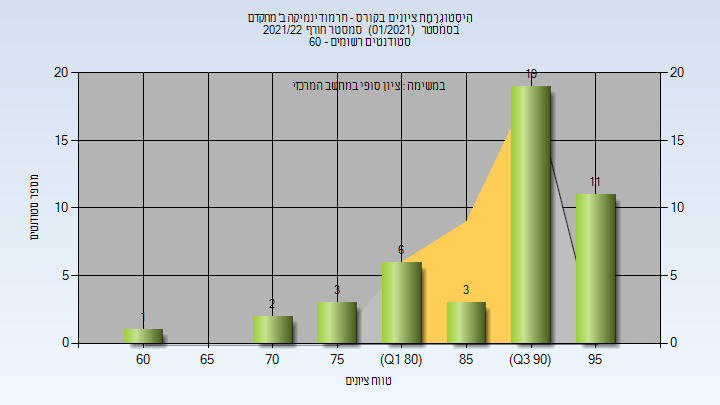 היסטוגרמת ציונים בקורס - תרמודינמיקה ב' מתקדם
בסמסטר (01/2021) סמסטר חורף 2021/22
סטודנטים רשומים - 60
במשימה : ציון סופי במחשב המרכזי
20 20
15 15
10 10
5 5
0 0
1 2 3 6 3 19 11
60 65 70 75 (Q1 80) 85 (Q3 90) 95
מספר סטודנטים
טווח ציונים